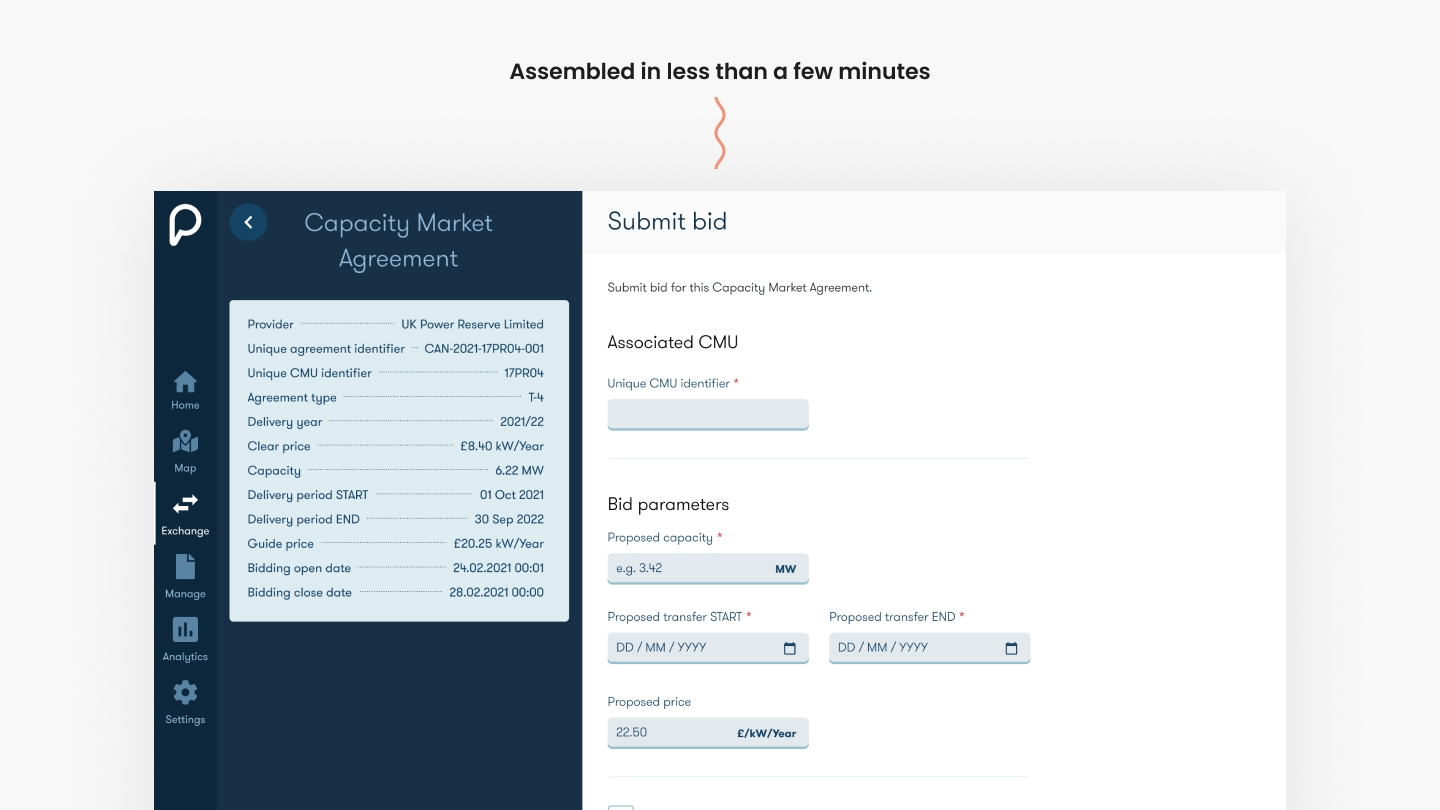 Assembled in less than a few minutes
Capacity Market
Agreement
Provider UK Power Reserve Limited
Unique agreement identifier CAN-2021-17PR04-001
Unique CMU identifier 17PR04
Agreement type T-4
Delivery year 2021/22
Clear price £8.40 kW/Year
Capacity 6.22 MW
Delivery period START 01 Oct 2021
Delivery period END 30 Sep 2022
Guide price £20.25 kW/Year
Bidding open date 24.02.2021 00:01
Bidding close date 28.02.2021 00:00
Home
Map
Exchange
Manage
Analytics
Settings
Submit bid
Submit bid for this Capacity Market Agreement.
Associated CMU
Unique CMU identifier *
Bid parameters
Proposed capacity *
e.g. 3.42 MW
Proposed transfer START * Proposed transfer END *
DD / MM / YYYY DD / MM / YYYY
Proposed price
22.50 £/kW/Year